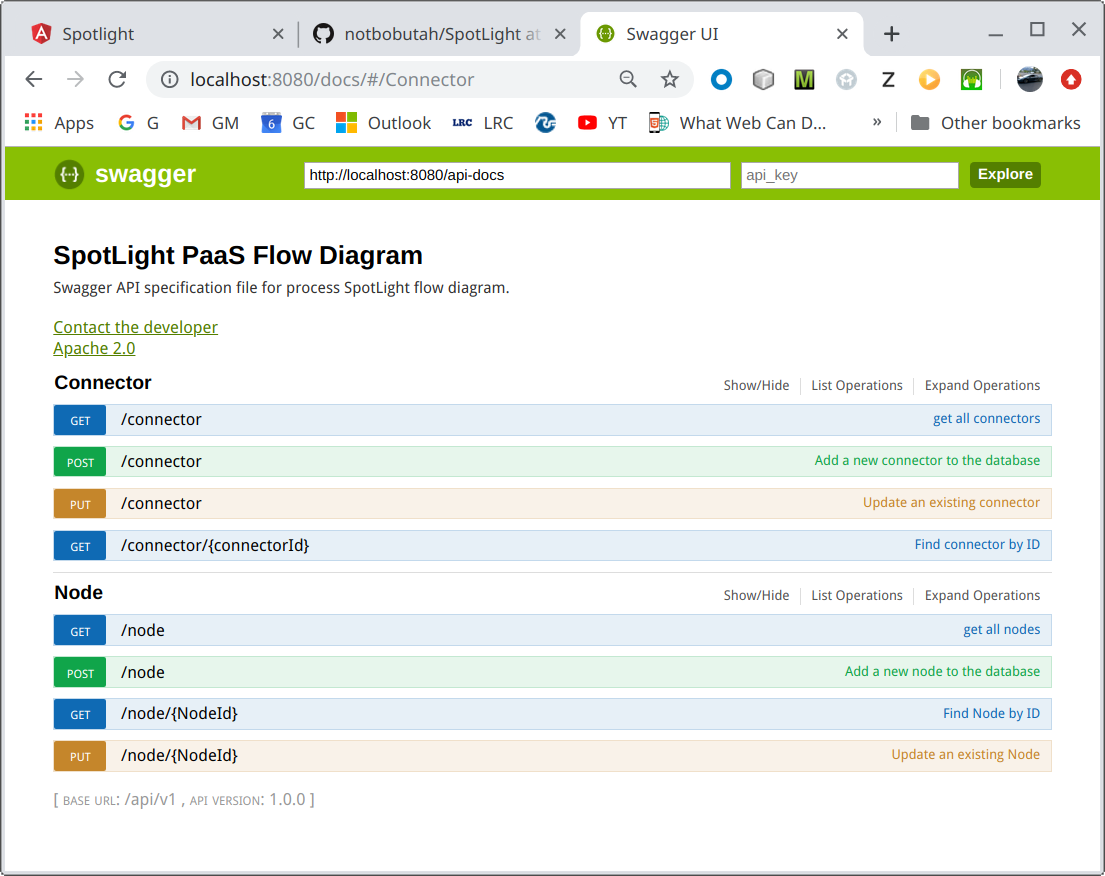 Spotlight notbobutah/SpotLight at Swagger UI
localhost:8080/docs/#/Connector
Apps G GM 6 GC Outlook LRC LRC YT What Web Can D... » Other bookmarks
{···} swagger http://localhost:8080/api-docs api_key Explore
SpotLight PaaS Flow Diagram
Swagger API specification file for process SpotLight flow diagram.
Contact the developer
Apache 2.0
Connector Show/Hide List Operations Expand Operations
GET /connector get all connectors
POST /connector Add a new connector to the database
PUT /connector Update an existing connector
GET /connector/{connectorId} Find connector by ID
Node Show/Hide List Operations Expand Operations
GET /node get all nodes
POST /node Add a new node to the database
GET /node/{NodeId} Find Node by ID
PUT /node/{NodeId} Update an existing Node
[ BASE URL: /api/v1 , API VERSION: 1.0.0 ]